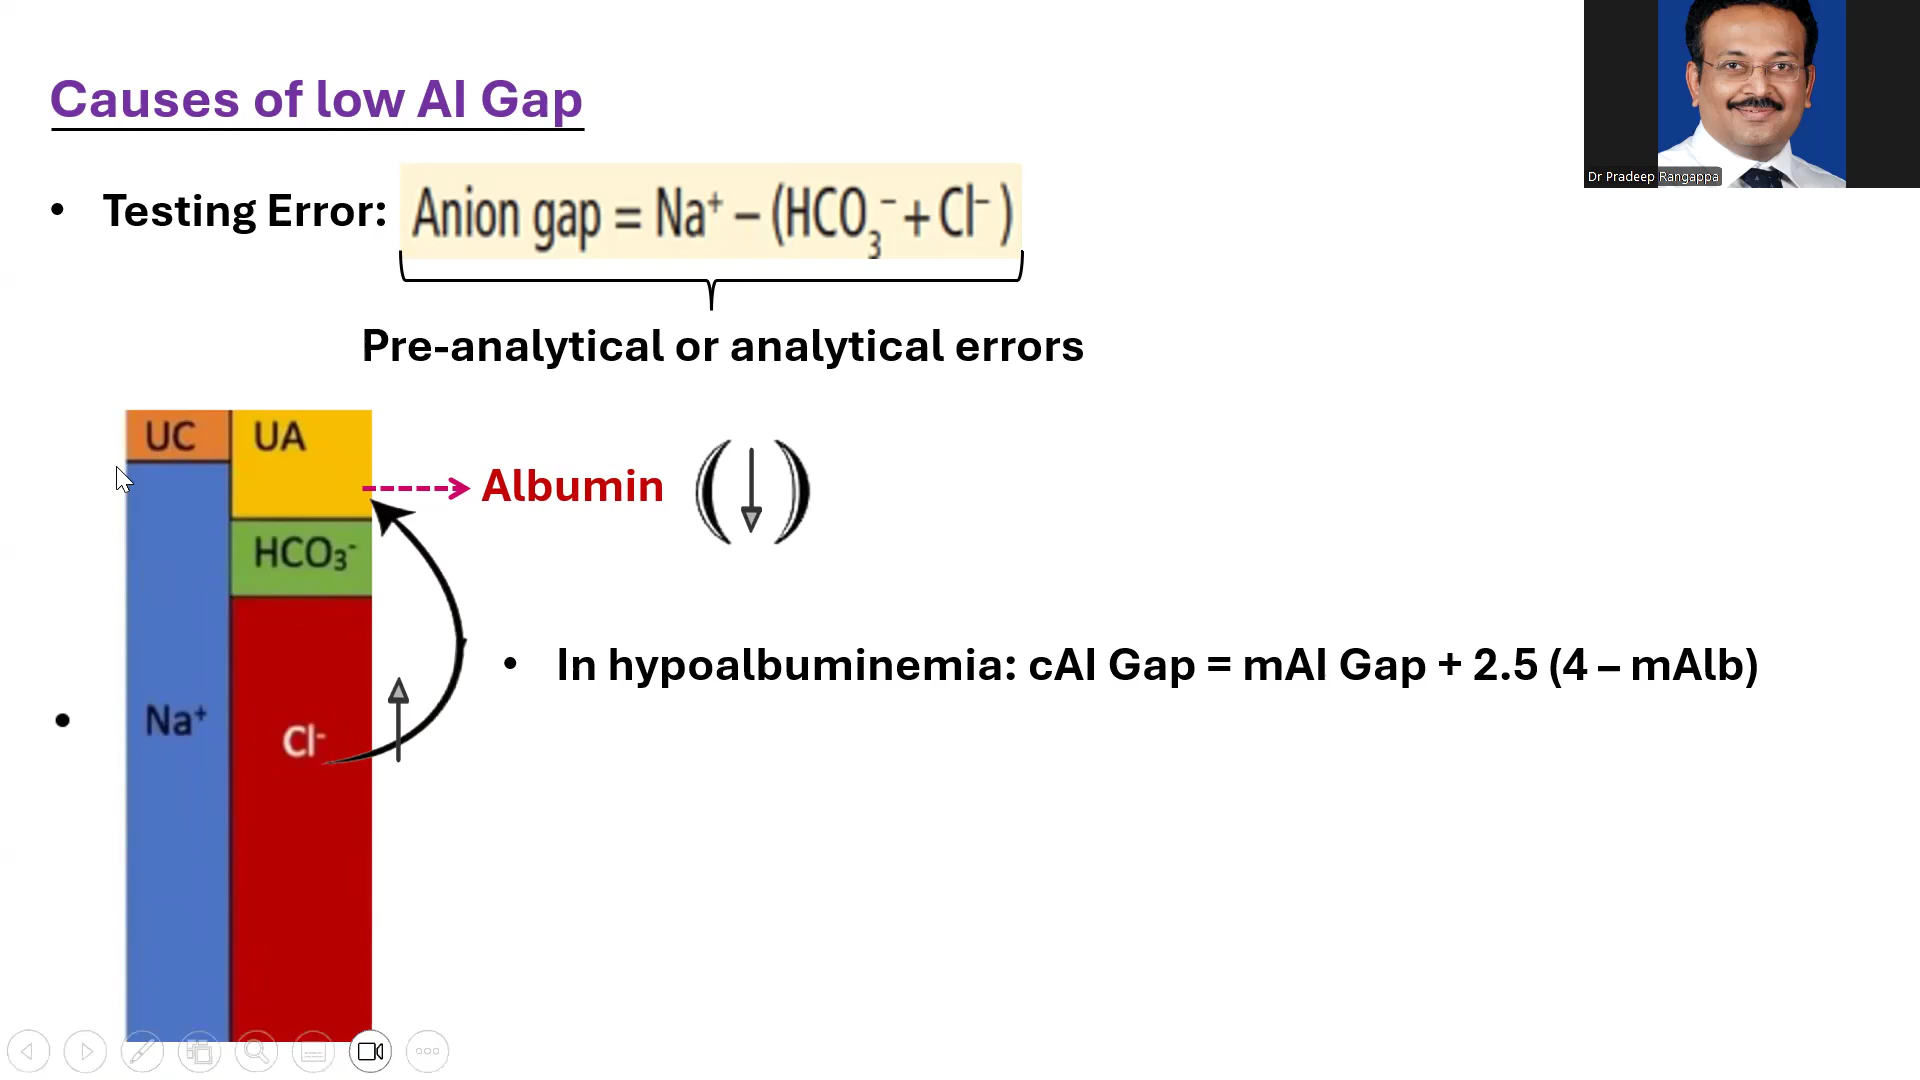 Causes of low AI Gap
Dr Pradeep Rangappa
• Testing Error: Anion gap = Na⁺ – (HCO₃⁻ + Cl⁻)
Pre-analytical or analytical errors
UC UA
Albumin (↓)
HCO₃⁻
• In hypoalbuminemia: cAI Gap = mAI Gap + 2.5 (4 – mAlb)
• Na⁺
Cl⁻